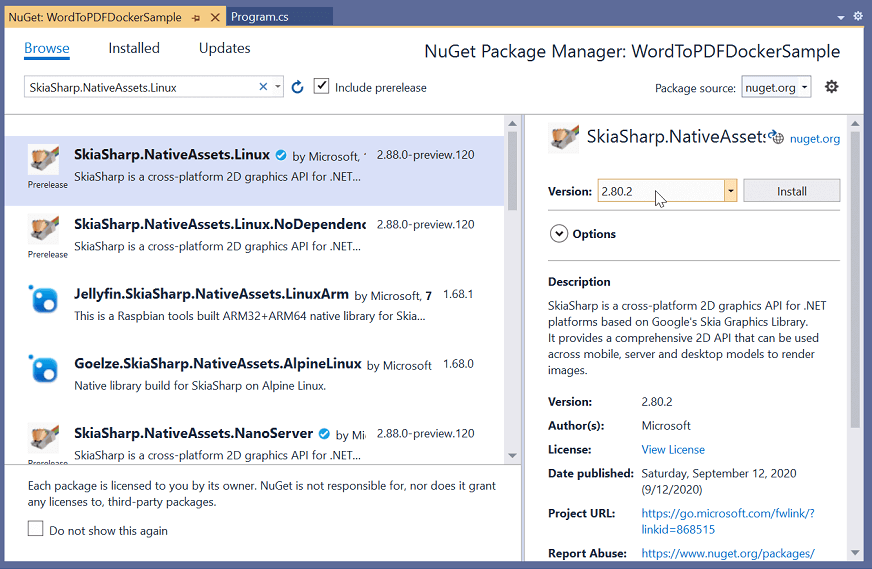 NuGet: WordToPDFDockerSample
Program.cs
Browse
Installed
Updates
NuGet Package Manager: WordToPDFDockerSample
SkiaSharp.NativeAssets.Linux
Include prerelease
Package source:
nuget.org
SkiaSharp.NativeAssets.Linux by Microsoft, 2.88.0-preview.120
SkiaSharp is a cross-platform 2D graphics API for .NET...
Prerelease
SkiaSharp.NativeAssets.Linux.NoDependenc 2.88.0-preview.120
SkiaSharp is a cross-platform 2D graphics API for .NET...
Prerelease
Jellyfin.SkiaSharp.NativeAssets.LinuxArm by Microsoft, 7 1.68.1
This is a Raspbian tools built ARM32+ARM64 native library for Skia...
Goelze.SkiaSharp.NativeAssets.AlpineLinux by Microsoft 1.68.0
Native library build for SkiaSharp on Alpine Linux.
SkiaSharp.NativeAssets.NanoServer by Mi 2.88.0-preview.120
SkiaSharp is a cross-platform 2D graphics API for .NET...
Prerelease
Each package is licensed to you by its owner. NuGet is not responsible for, nor does it grant
any licenses to, third-party packages.
Do not show this again
SkiaSharp.NativeAssets
nuget.org
Version:
2.80.2
Install
Options
Description
SkiaSharp is a cross-platform 2D graphics API for .NET
platforms based on Google's Skia Graphics Library.
It provides a comprehensive 2D API that can be used
across mobile, server and desktop models to render
images.
Version: 2.80.2
Author(s): Microsoft
License: View License
Date published: Saturday, September 12, 2020
(9/12/2020)
Project URL: https://go.microsoft.com/fwlink/?
linkid=868515
Report Abuse: https://www.nuget.org/packages/